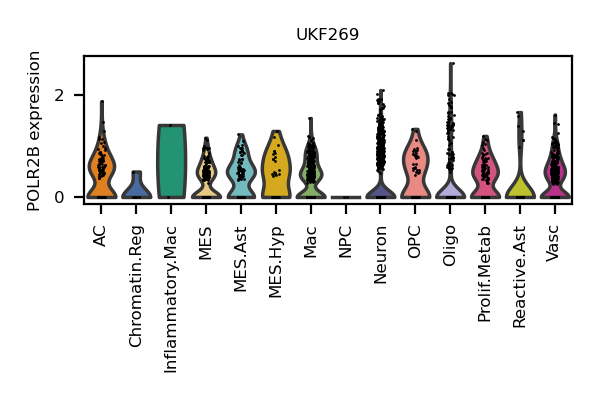 UKF269
POLR2B expression
2
0
AC
Chromatin.Reg
Inflammatory.Mac
MES
MES.Ast
MES.Hyp
Mac
NPC
Neuron
OPC
Oligo
Prolif.Metab
Reactive.Ast
Vasc